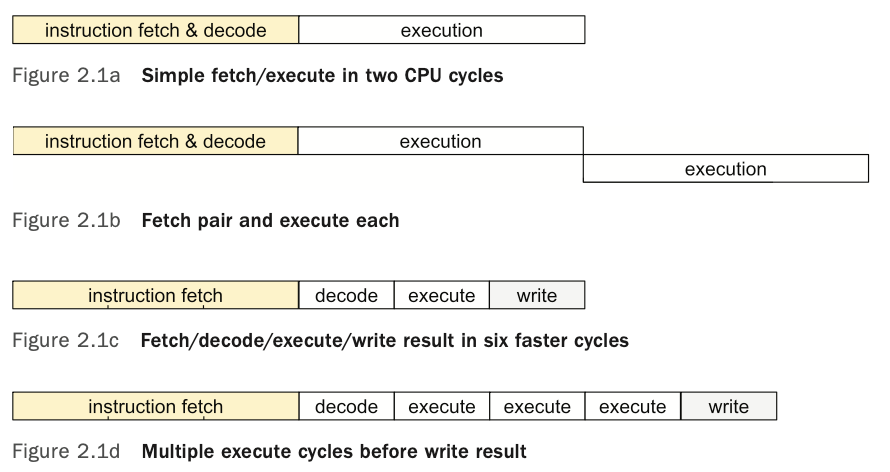 instruction fetch & decode execution
Figure 2.1a Simple fetch/execute in two CPU cycles
instruction fetch & decode execution
execution
Figure 2.1b Fetch pair and execute each
instruction fetch decode execute write
Figure 2.1c Fetch/decode/execute/write result in six faster cycles
instruction fetch decode execute execute execute write
Figure 2.1d Multiple execute cycles before write result